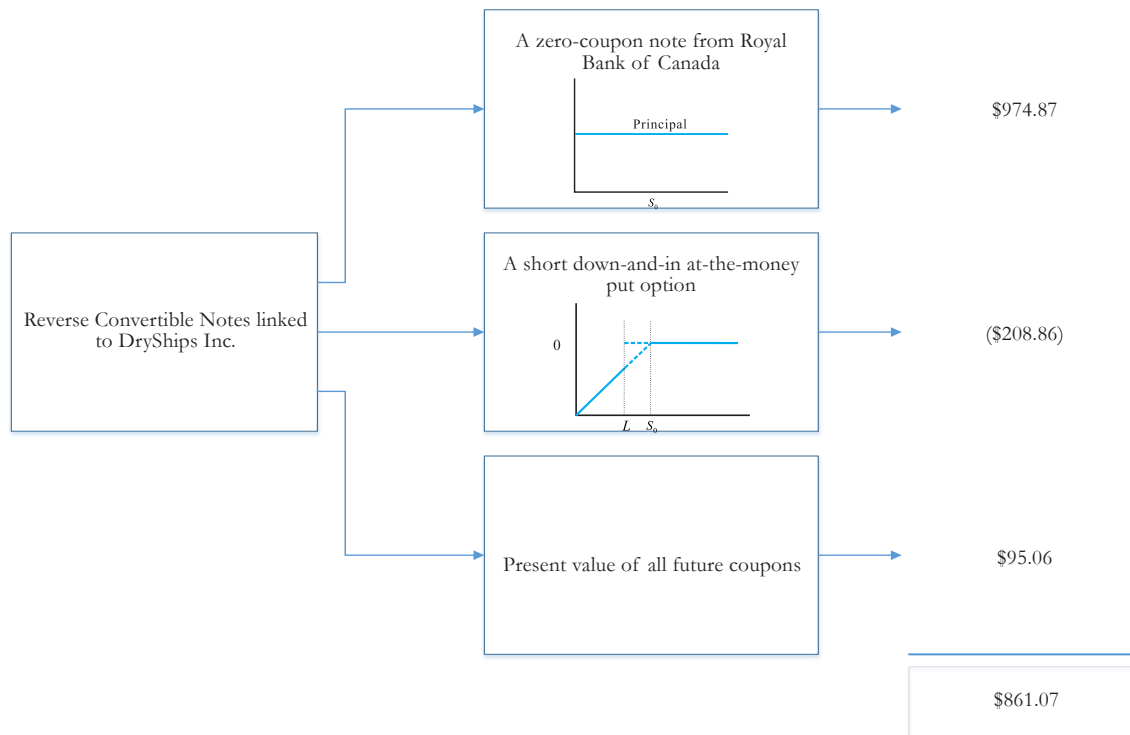 A zero-coupon note from Royal
Bank of Canada
Principal
S₀
$974.87
Reverse Convertible Notes linked
to DryShips Inc.
A short down-and-in at-the-money
put option
0
L S₀
($208.86)
Present value of all future coupons
$95.06
$861.07